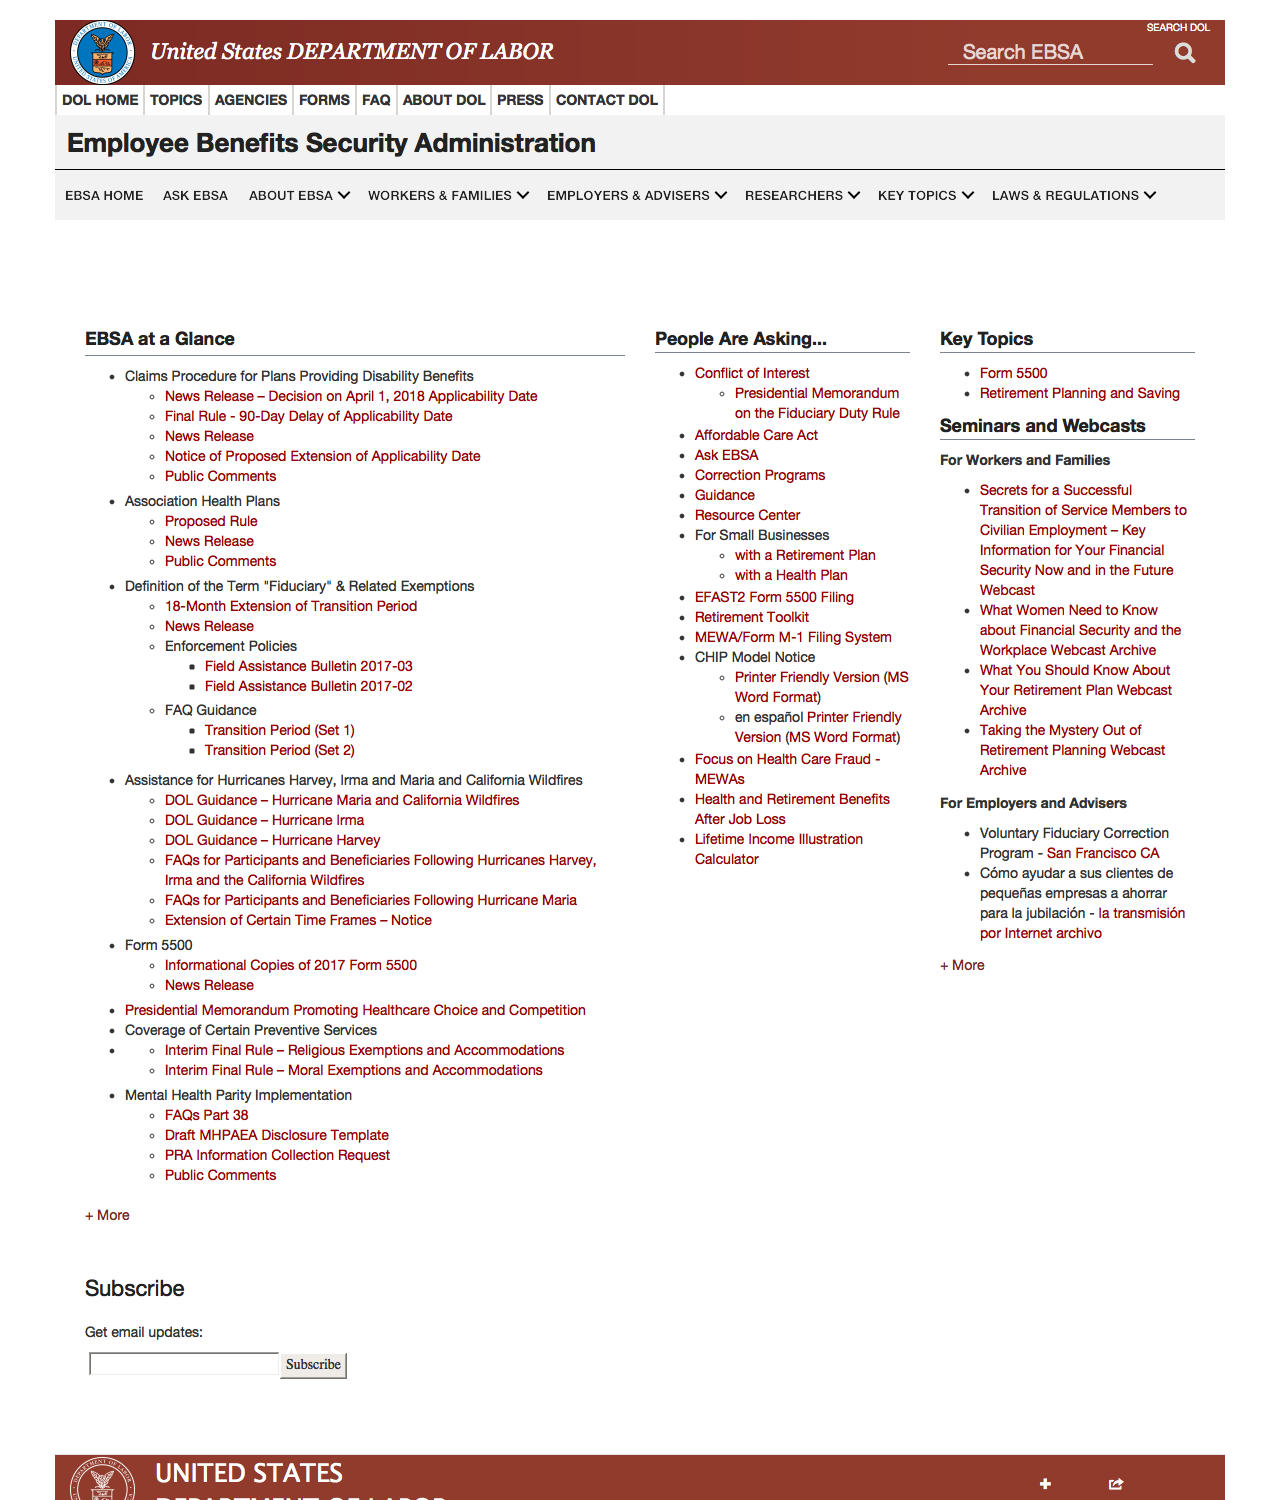 SEARCH DOL
United States DEPARTMENT OF LABOR
Search EBSA
DOL HOME TOPICS AGENCIES FORMS FAQ ABOUT DOL PRESS CONTACT DOL
Employee Benefits Security Administration
EBSA HOME ASK EBSA ABOUT EBSA WORKERS & FAMILIES EMPLOYERS & ADVISERS RESEARCHERS KEY TOPICS LAWS & REGULATIONS
EBSA at a Glance
Claims Procedure for Plans Providing Disability Benefits
News Release – Decision on April 1, 2018 Applicability Date
Final Rule - 90-Day Delay of Applicability Date
News Release
Notice of Proposed Extension of Applicability Date
Public Comments
Association Health Plans
Proposed Rule
News Release
Public Comments
Definition of the Term "Fiduciary" & Related Exemptions
18-Month Extension of Transition Period
News Release
Enforcement Policies
Field Assistance Bulletin 2017-03
Field Assistance Bulletin 2017-02
FAQ Guidance
Transition Period (Set 1)
Transition Period (Set 2)
Assistance for Hurricanes Harvey, Irma and Maria and California Wildfires
DOL Guidance – Hurricane Maria and California Wildfires
DOL Guidance – Hurricane Irma
DOL Guidance – Hurricane Harvey
FAQs for Participants and Beneficiaries Following Hurricanes Harvey,
Irma and the California Wildfires
FAQs for Participants and Beneficiaries Following Hurricane Maria
Extension of Certain Time Frames – Notice
Form 5500
Informational Copies of 2017 Form 5500
News Release
Presidential Memorandum Promoting Healthcare Choice and Competition
Coverage of Certain Preventive Services
Interim Final Rule – Religious Exemptions and Accommodations
Interim Final Rule – Moral Exemptions and Accommodations
Mental Health Parity Implementation
FAQs Part 38
Draft MHPAEA Disclosure Template
PRA Information Collection Request
Public Comments
+ More
People Are Asking...
Conflict of Interest
Presidential Memorandum
on the Fiduciary Duty Rule
Affordable Care Act
Ask EBSA
Correction Programs
Guidance
Resource Center
For Small Businesses
with a Retirement Plan
with a Health Plan
EFAST2 Form 5500 Filing
Retirement Toolkit
MEWA/Form M-1 Filing System
CHIP Model Notice
Printer Friendly Version (MS
Word Format)
en español Printer Friendly
Version (MS Word Format)
Focus on Health Care Fraud -
MEWAs
Health and Retirement Benefits
After Job Loss
Lifetime Income Illustration
Calculator
Key Topics
Form 5500
Retirement Planning and Saving
Seminars and Webcasts
For Workers and Families
Secrets for a Successful
Transition of Service Members to
Civilian Employment – Key
Information for Your Financial
Security Now and in the Future
Webcast
What Women Need to Know
about Financial Security and the
Workplace Webcast Archive
What You Should Know About
Your Retirement Plan Webcast
Archive
Taking the Mystery Out of
Retirement Planning Webcast
Archive
For Employers and Advisers
Voluntary Fiduciary Correction
Program - San Francisco CA
Cómo ayudar a sus clientes de
pequeñas empresas a ahorrar
para la jubilación - la transmisión
por Internet archivo
+ More
Subscribe
Get email updates:
Subscribe
UNITED STATES
DEPARTMENT OF LABOR